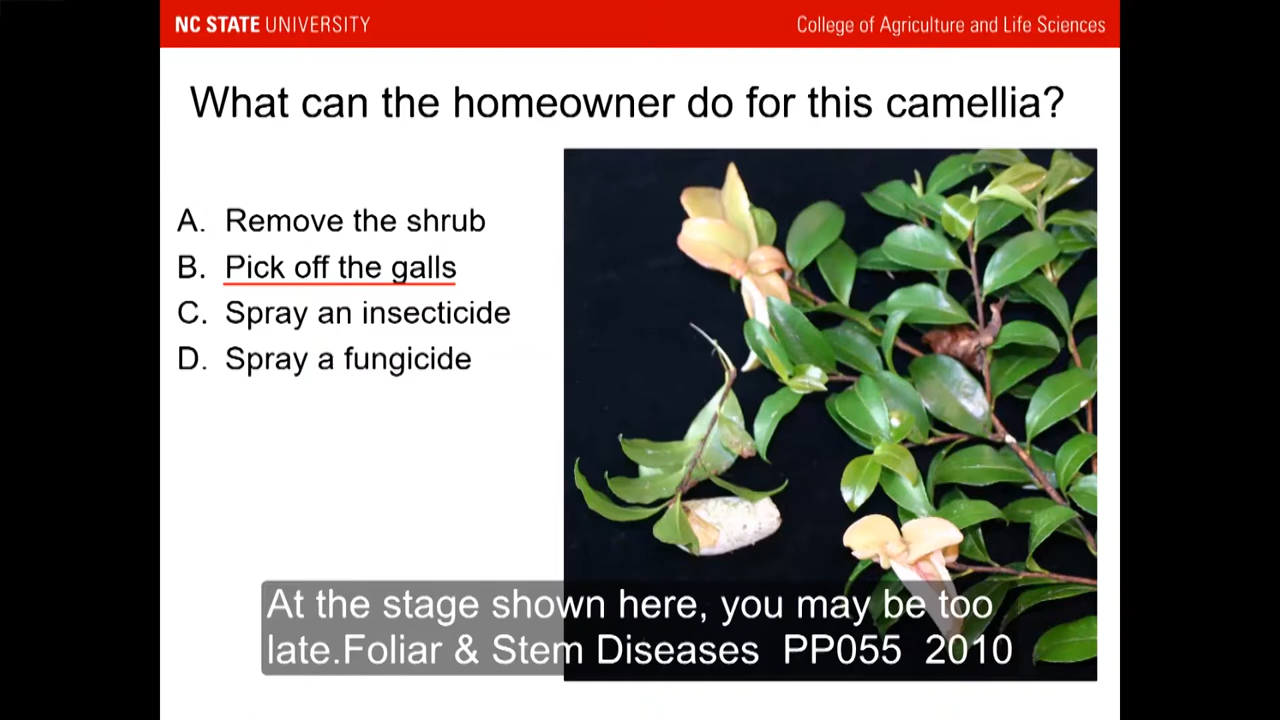 NC STATE UNIVERSITY
College of Agriculture and Life Sciences
What can the homeowner do for this camellia?
A. Remove the shrub
B. Pick off the galls
C. Spray an insecticide
D. Spray a fungicide
At the stage shown here, you may be too
late.Foliar & Stem Diseases PP055 2010